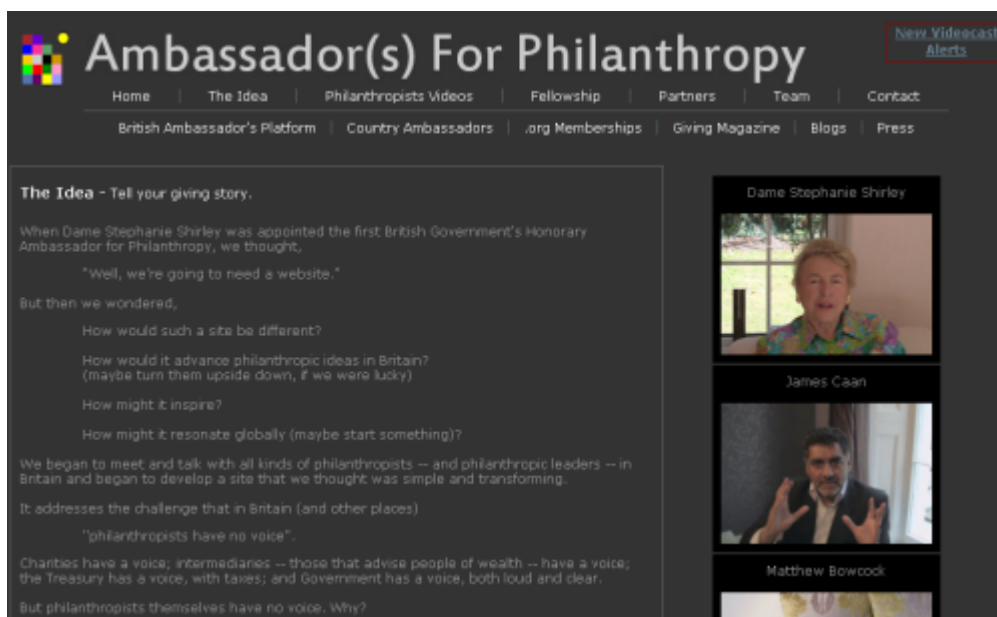 Ambassador(s) For Philanthropy
New Videocast
Alerts
Home | The Idea | Philanthropists Videos | Fellowship | Partners | Team | Contact
British Ambassador's Platform | Country Ambassadors | .org Memberships | Giving Magazine | Blogs | Press
The Idea - Tell your giving story.
When Dame Stephanie Shirley was appointed the first British Government's Honorary
Ambassador for Philanthropy, we thought,
"Well, we're going to need a website."
But then we wondered,
How would such a site be different?
How would it advance philanthropic ideas in Britain?
(maybe turn them upside down, if we were lucky)
How might it inspire?
How might it resonate globally (maybe start something)?
We began to meet and talk with all kinds of philanthropists -- and philanthropic leaders -- in
Britain and began to develop a site that we thought was simple and transforming.
It addresses the challenge that in Britain (and other places)
"philanthropists have no voice".
Charities have a voice; intermediaries -- those that advise people of wealth -- have a voice;
the Treasury has a voice, with taxes; and Government has a voice, both loud and clear.
But philanthropists themselves have no voice. Why?
Dame Stephanie Shirley
James Caan
Matthew Bowcock